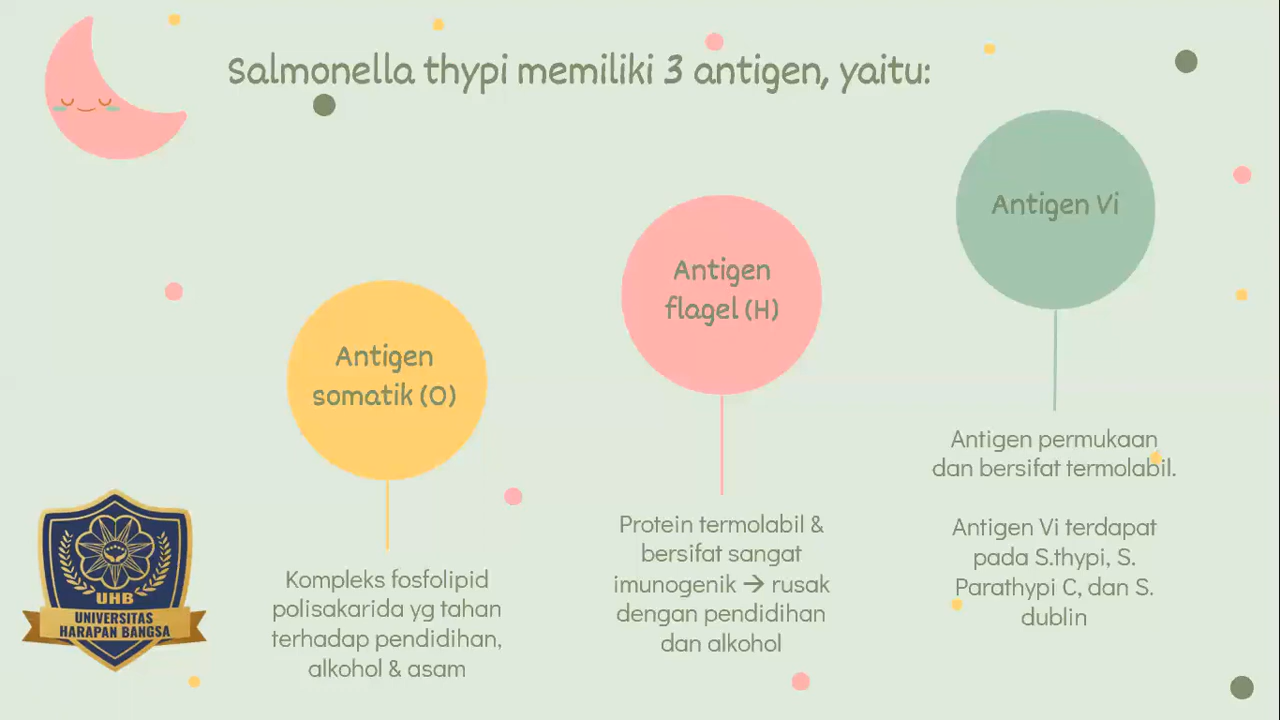 Salmonella thypi memiliki 3 antigen, yaitu:
Antigen
somatik (O)
Kompleks fosfolipid
polisakarida yg tahan
terhadap pendidihan,
alkohol & asam
Antigen
flagel (H)
Protein termolabil &
bersifat sangat
imunogenik → rusak
dengan pendidihan
dan alkohol
Antigen Vi
Antigen permukaan
dan bersifat termolabil.
Antigen Vi terdapat
pada S.thypi, S.
Parathypi C, dan S.
dublin
UHB
UNIVERSITAS
HARAPAN BANGSA